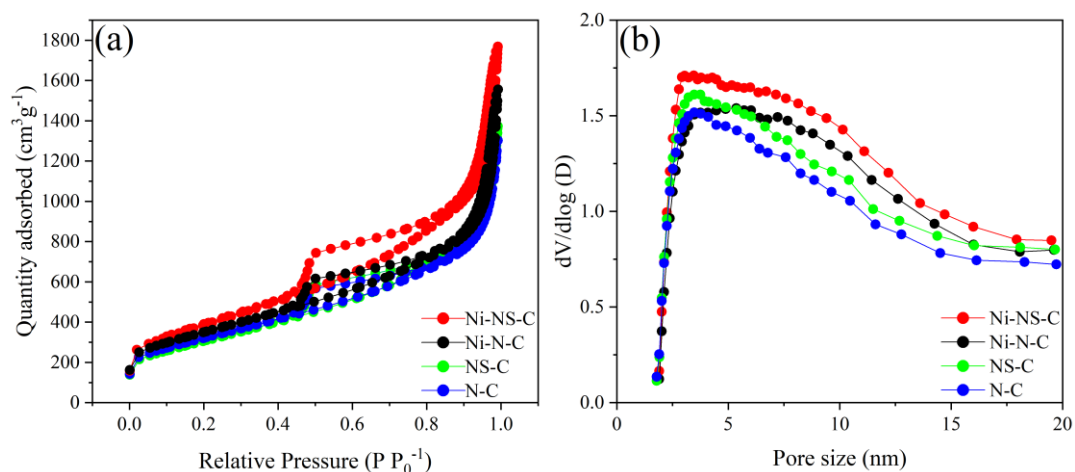 (a)
1800
1600
1400
1200
1000
800
600
400
200
0
Quantity adsorbed (cm³g⁻¹)
0.0 0.2 0.4 0.6 0.8 1.0
Relative Pressure (P P₀⁻¹)
Ni-NS-C
Ni-N-C
NS-C
N-C
(b)
2.0
1.5
1.0
0.5
0.0
dV/dlog (D)
0 5 10 15 20
Pore size (nm)
Ni-NS-C
Ni-N-C
NS-C
N-C